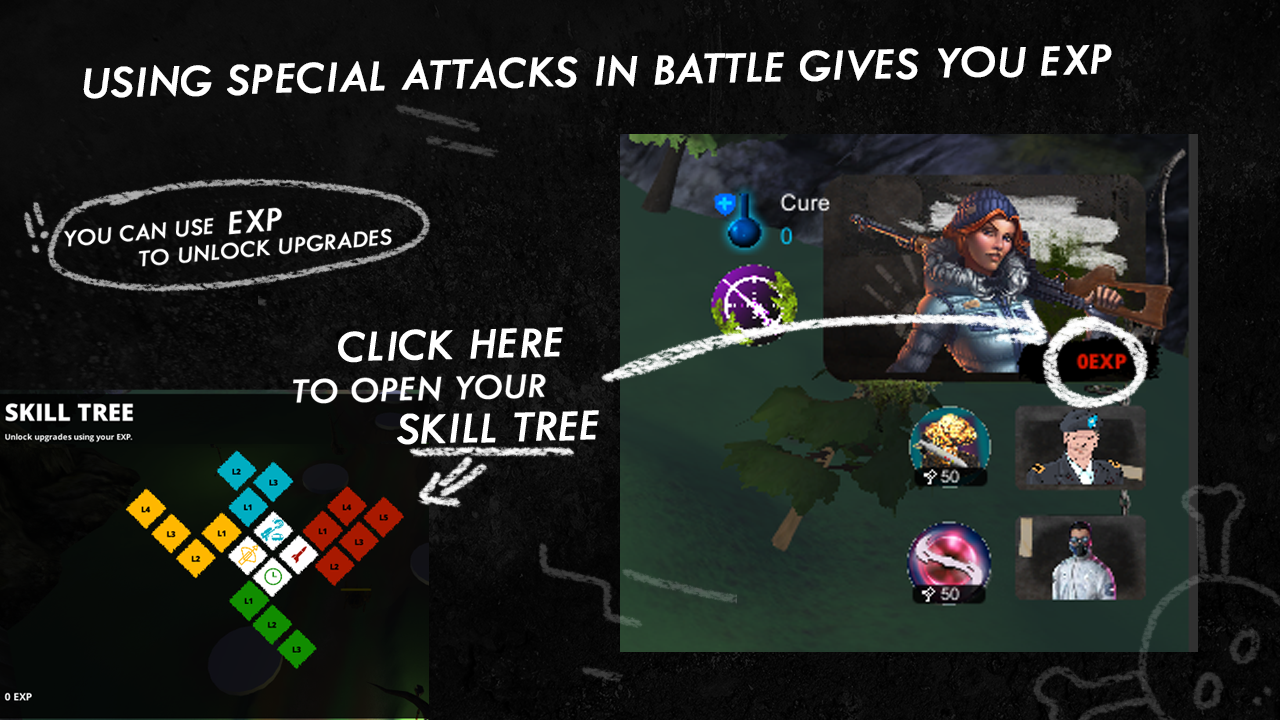 USING SPECIAL ATTACKS IN BATTLE GIVES YOU EXP
YOU CAN USE EXP
TO UNLOCK UPGRADES
CLICK HERE
TO OPEN YOUR
SKILL TREE
Cure
0
0EXP
50
50
SKILL TREE
Unlock upgrades using your EXP.
L2
L3
L1
L4
L3
L2
L1
L1
L4
L5
L3
L2
L1
L2
L3
0 EXP